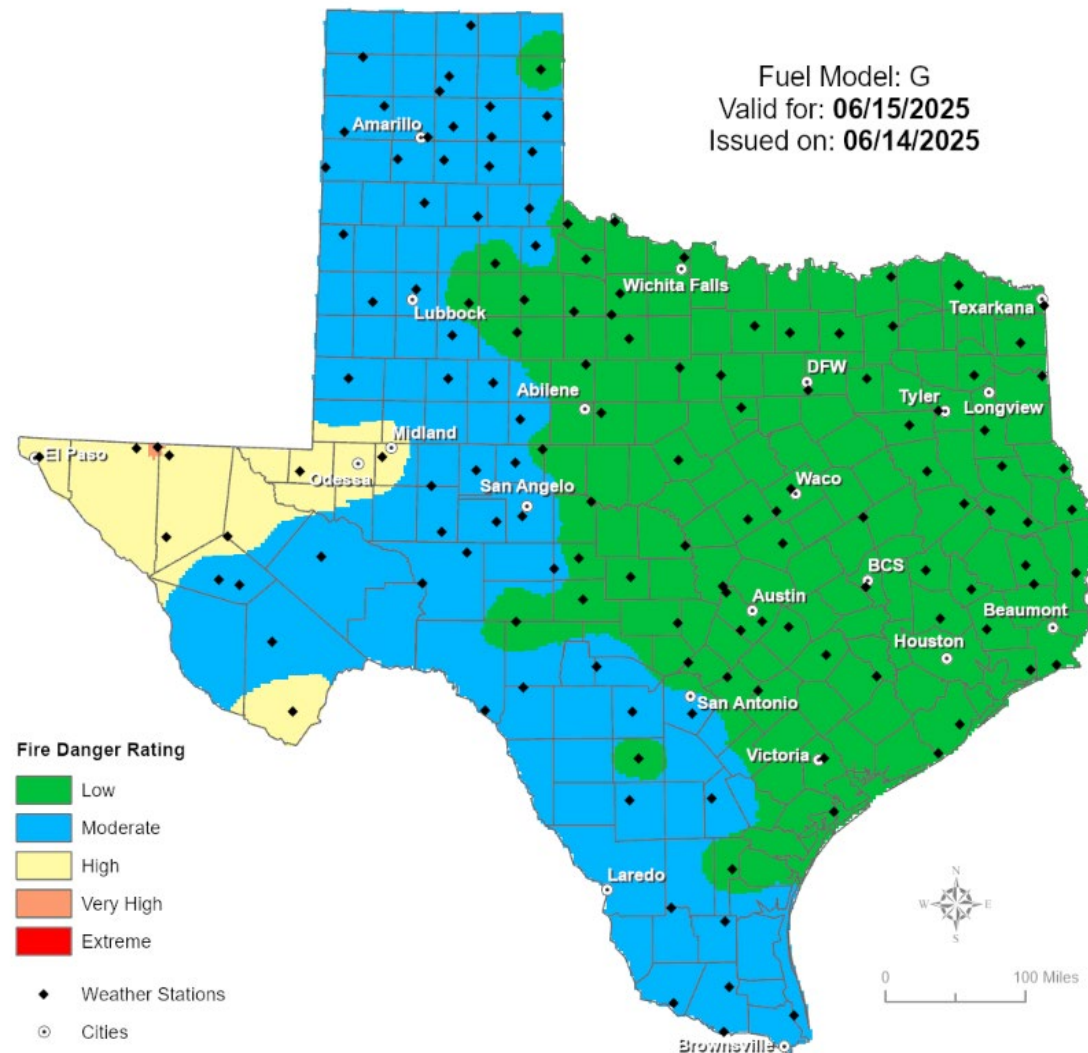 Fuel Model: G
Valid for: 06/15/2025
Issued on: 06/14/2025
Amarillo
Wichita Falls
Lubbock
Texarkana
DFW
Abilene
Tyler
Longview
Midland
El Paso
Odessa
San Angelo
Waco
BCS
Austin
Beaumont
Houston
San Antonio
Victoria
Laredo
Brownsville
Fire Danger Rating
Low
Moderate
High
Very High
Extreme
Weather Stations
Cities
N
W E
S
0 100 Miles